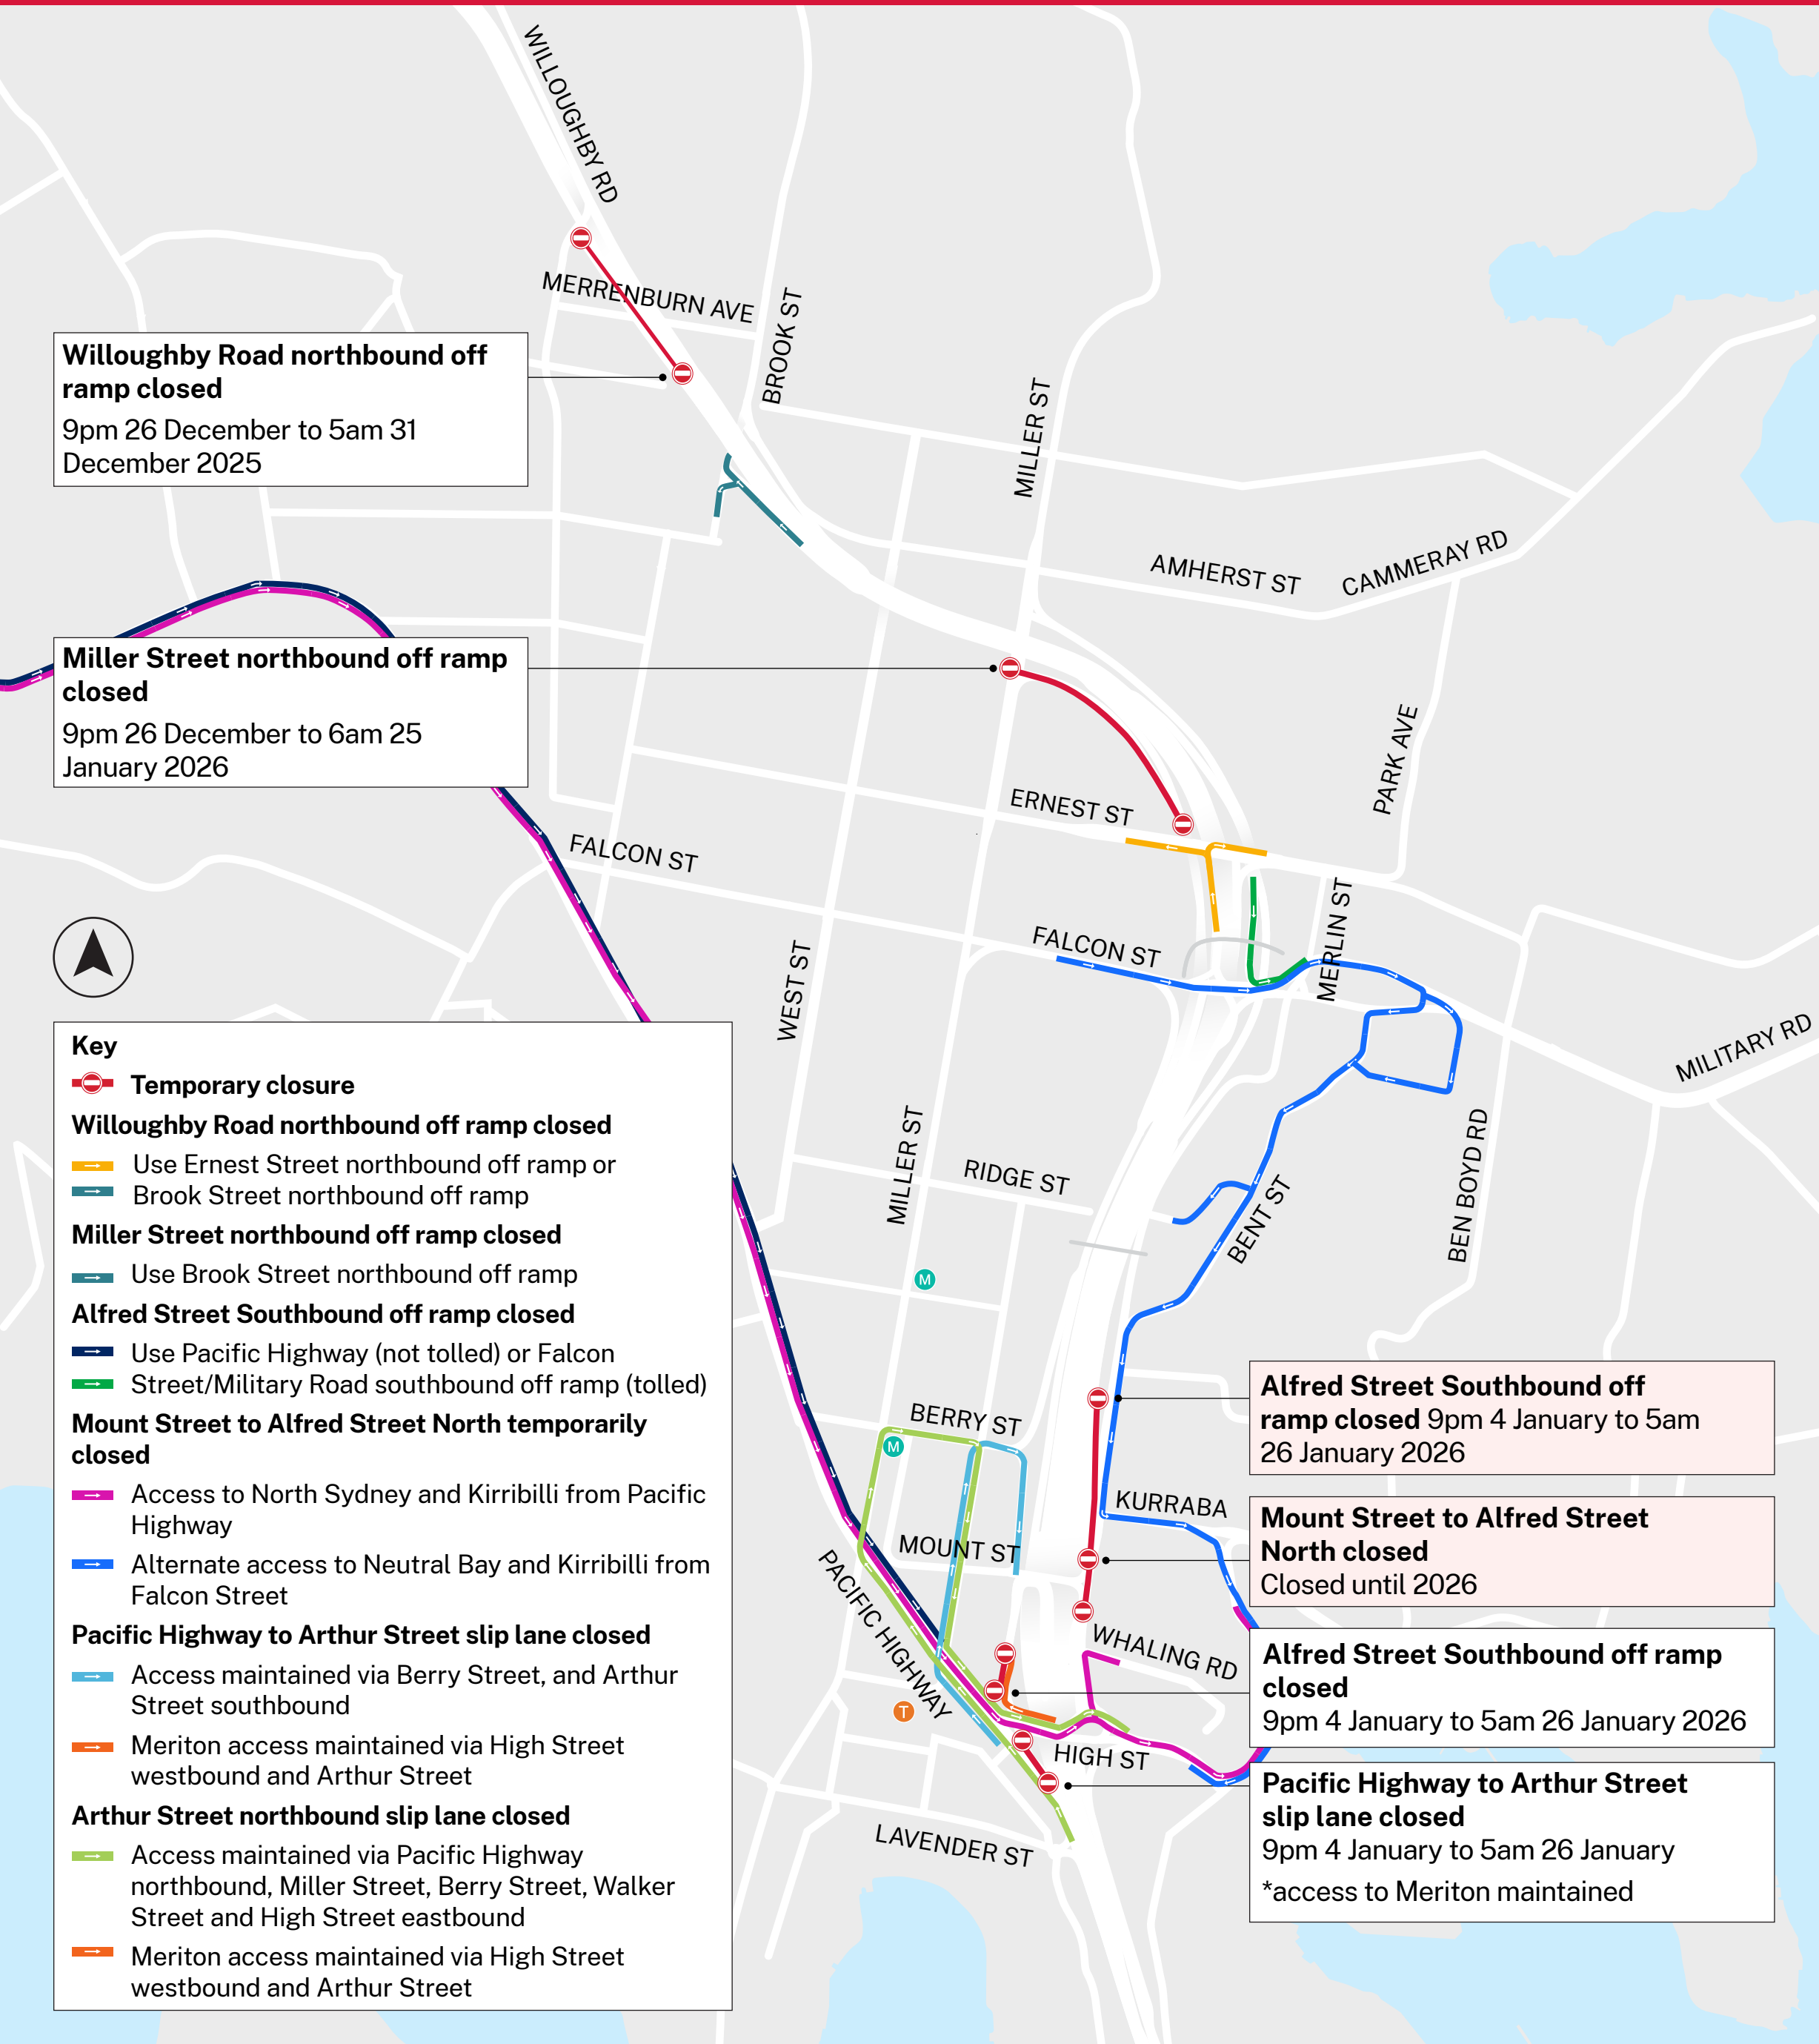 WILLOUGHBY RD
MERRENBURN AVE
BROOK ST
Willoughby Road northbound off
ramp closed
9pm 26 December to 5am 31
December 2025
MILLER ST
AMHERST ST
CAMMERAY RD
Miller Street northbound off ramp
closed
9pm 26 December to 6am 25
January 2026
PARK AVE
ERNEST ST
FALCON ST
MERLIN ST
FALCON ST
WEST ST
MILITARY RD
BEN BOYD RD
MILLER ST
RIDGE ST
BENT ST
M
BERRY ST
M
KURRABA
MOUNT ST
PACIFIC HIGHWAY
WHALING RD
T
HIGH ST
LAVENDER ST
Key
Temporary closure
Willoughby Road northbound off ramp closed
Use Ernest Street northbound off ramp or
Brook Street northbound off ramp
Miller Street northbound off ramp closed
Use Brook Street northbound off ramp
Alfred Street Southbound off ramp closed
Use Pacific Highway (not tolled) or Falcon
Street/Military Road southbound off ramp (tolled)
Mount Street to Alfred Street North temporarily
closed
Access to North Sydney and Kirribilli from Pacific
Highway
Alternate access to Neutral Bay and Kirribilli from
Falcon Street
Pacific Highway to Arthur Street slip lane closed
Access maintained via Berry Street, and Arthur
Street southbound
Meriton access maintained via High Street
westbound and Arthur Street
Arthur Street northbound slip lane closed
Access maintained via Pacific Highway
northbound, Miller Street, Berry Street, Walker
Street and High Street eastbound
Meriton access maintained via High Street
westbound and Arthur Street
Alfred Street Southbound off
ramp closed 9pm 4 January to 5am
26 January 2026
Mount Street to Alfred Street
North closed
Closed until 2026
Alfred Street Southbound off ramp
closed
9pm 4 January to 5am 26 January 2026
Pacific Highway to Arthur Street
slip lane closed
9pm 4 January to 5am 26 January
*access to Meriton maintained